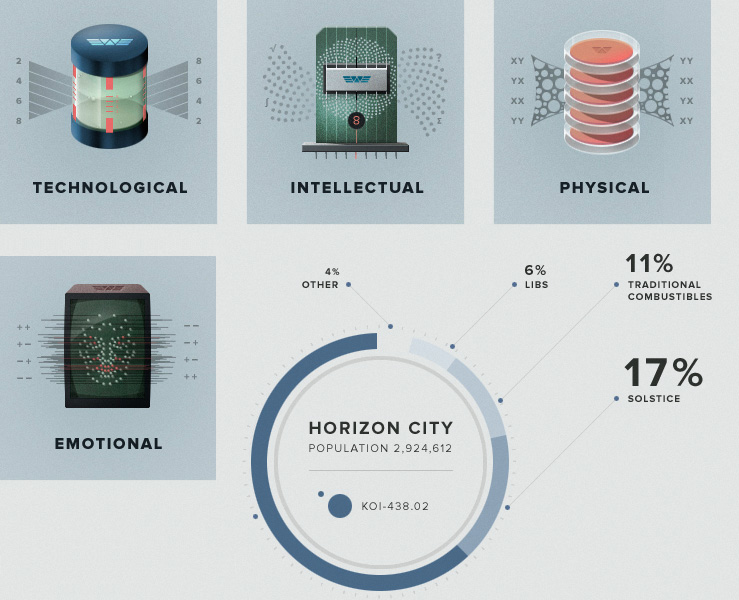 2
4
6
8
8
6
4
2
TECHNOLOGICAL
√
∫
?
Σ
8
INTELLECTUAL
XY
YX
XX
YY
YY
XX
YX
XY
PHYSICAL
++
+−
−+
−−
−−
−+
+−
++
EMOTIONAL
4%
OTHER
6%
LIBS
11%
TRADITIONAL
COMBUSTIBLES
17%
SOLSTICE
HORIZON CITY
POPULATION 2,924,612
KOI-438.02